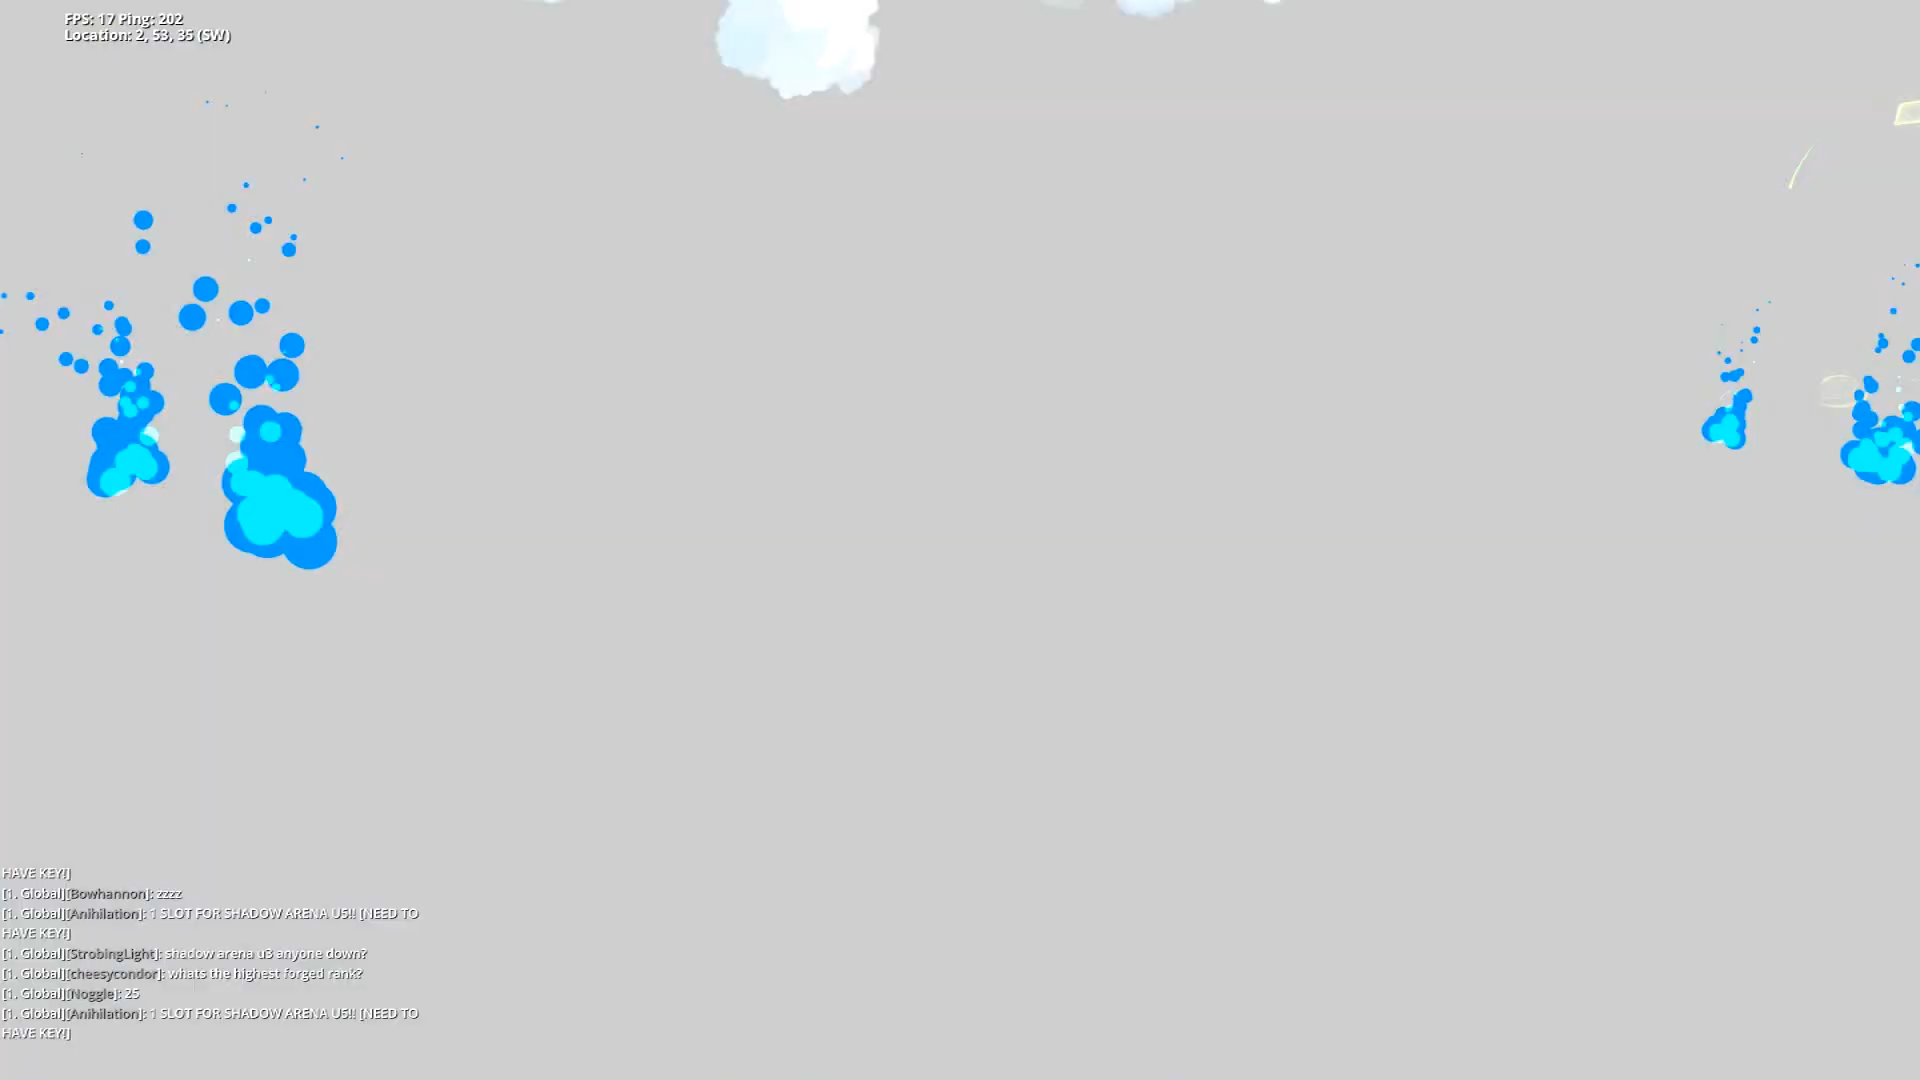 FPS: 17 Ping: 202
Location: 2, 53, 35 (SW)
HAVE KEY!]
[1. Global][Bowhannon]: zzzz
[1. Global][Anihilation]: 1 SLOT FOR SHADOW ARENA U5!! [NEED TO
HAVE KEY!]
[1. Global][StrobingLight]: shadow arena u3 anyone down?
[1. Global][cheesycondor]: whats the highest forged rank?
[1. Global][Noggle]: 25
[1. Global][Anihilation]: 1 SLOT FOR SHADOW ARENA U5!! [NEED TO
HAVE KEY!]